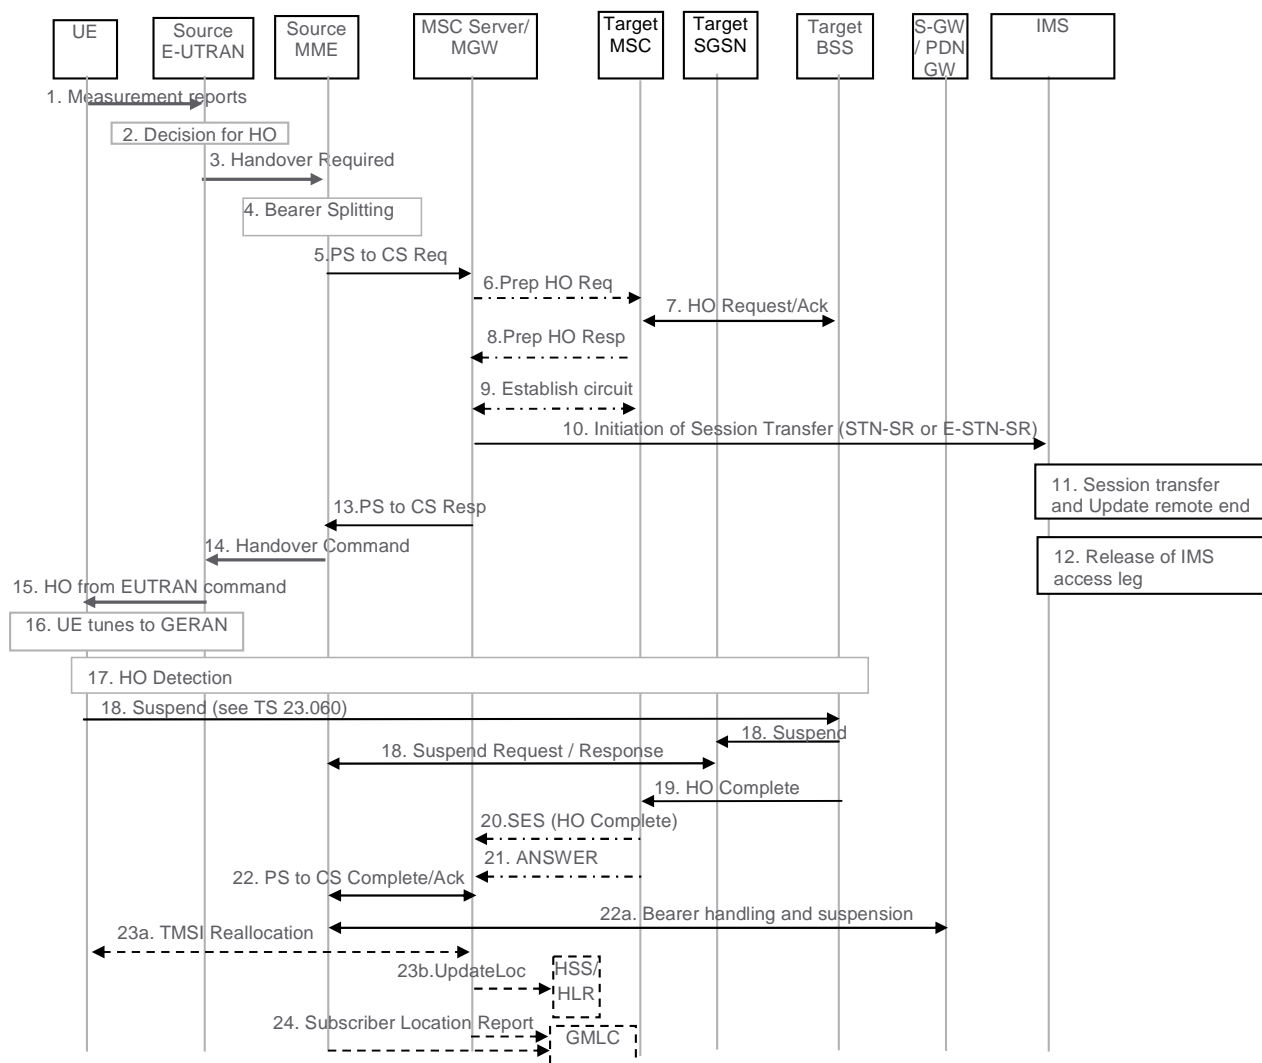 UE
Source
E-UTRAN
Source
MME
MSC Server/
MGW
Target
MSC
Target
SGSN
Target
BSS
S-GW
/ PDN
GW
IMS
1. Measurement reports
2. Decision for HO
3. Handover Required
4. Bearer Splitting
5.PS to CS Req
6.Prep HO Req
7. HO Request/Ack
8.Prep HO Resp
9. Establish circuit
10. Initiation of Session Transfer (STN-SR or E-STN-SR)
11. Session transfer
and Update remote end
13.PS to CS Resp
12. Release of IMS
access leg
14. Handover Command
15. HO from EUTRAN command
16. UE tunes to GERAN
17. HO Detection
18. Suspend (see TS 23.060)
18. Suspend
18. Suspend Request / Response
19. HO Complete
20.SES (HO Complete)
21. ANSWER
22. PS to CS Complete/Ack
22a. Bearer handling and suspension
23a. TMSI Reallocation
23b.UpdateLoc
HSS/
HLR
24. Subscriber Location Report
GMLC